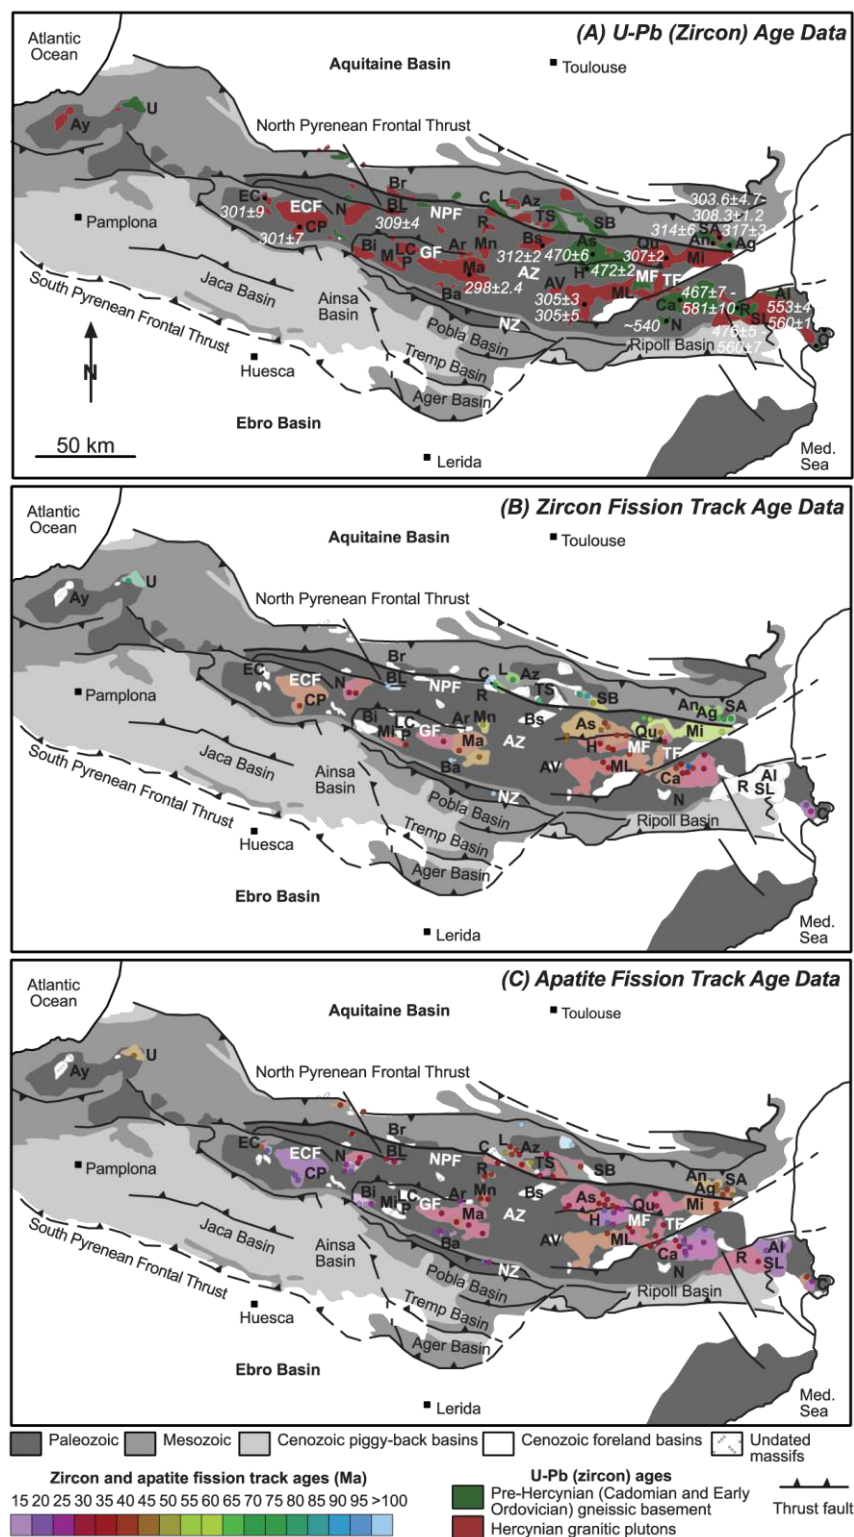 (A) U-Pb (Zircon) Age Data
Atlantic
Ocean
Aquitaine Basin
Toulouse
North Pyrenean Frontal Thrust
Ay
U
EC
301±9
ECF
CP
301±7
N
Br
BL
309±4
NPF
C
L
Az
TS
SB
R
Mn
Bs
312±2
As
470±6
H
472±2
303.6±4.7-
308.3±1.2
314±6
SA
317±3
An
Ag
Qu
307±2
Mi
MF
TF
Bi
Mi
LC
P
GF
Ar
Ma
298±2.4
Ba
AZ
AV
305±3
305±5
ML
Ca
467±7 -
581±10
R
SL
Al
553±4
560±1
~540
N
476±5 -
560±7
C
NZ
Pamplona
Jaca Basin
South Pyrenean Frontal Thrust
Ainsa
Basin
Pobla Basin
Tremp Basin
Ager Basin
Ripoll Basin
Huesca
N
Ebro Basin
50 km
Lerida
Med.
Sea
(B) Zircon Fission Track Age Data
Atlantic
Ocean
Aquitaine Basin
Toulouse
North Pyrenean Frontal Thrust
Ay
U
EC
ECF
CP
N
Br
BL
NPF
C
L
Az
R
TS
SB
Bs
Bi
Mi
LC
P
GF
Ar
Mn
Ma
Ba
AZ
As
H
AV
ML
Qu
MF
TF
An
Ag
SA
Mi
Ca
N
R
Al
SL
C
NZ
Pamplona
Jaca Basin
South Pyrenean Frontal Thrust
Ainsa
Basin
Pobla Basin
Tremp Basin
Ager Basin
Ripoll Basin
Huesca
Ebro Basin
Lerida
Med.
Sea
(C) Apatite Fission Track Age Data
Atlantic
Ocean
Aquitaine Basin
Toulouse
North Pyrenean Frontal Thrust
Ay
U
EC
ECF
CP
N
Br
BL
NPF
C
L
Az
R
TS
SB
Bs
Bi
Mi
LC
P
GF
Ar
Mn
Ma
Ba
AZ
As
H
AV
ML
Qu
MF
TF
An
Ag
SA
Mi
Ca
N
R
Al
SL
C
NZ
Pamplona
Jaca Basin
South Pyrenean Frontal Thrust
Ainsa
Basin
Pobla Basin
Tremp Basin
Ager Basin
Ripoll Basin
Huesca
Ebro Basin
Lerida
Med.
Sea
Paleozoic
Mesozoic
Cenozoic piggy-back basins
Cenozoic foreland basins
Undated
massifs
Zircon and apatite fission track ages (Ma)
15 20 25 30 35 40 45 50 55 60 65 70 75 80 85 90 95 >100
U-Pb (zircon) ages
Pre-Hercynian (Cadomian and Early
Ordovician) gneissic basement
Hercynian granitic plutons
Thrust fault